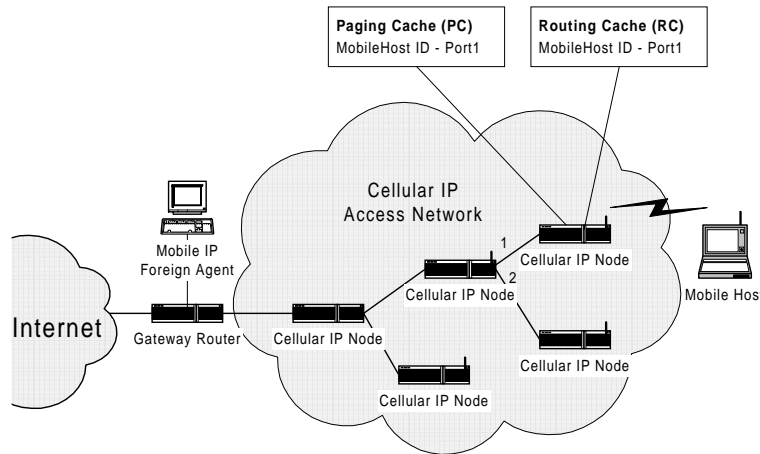 Paging Cache (PC)
MobileHost ID - Port1
Routing Cache (RC)
MobileHost ID - Port1
Cellular IP
Access Network
Mobile IP
Foreign Agent
1
2
Cellular IP Node
Cellular IP Node
Mobile Host
Internet
Gateway Router
Cellular IP Node
Cellular IP Node
Cellular IP Node